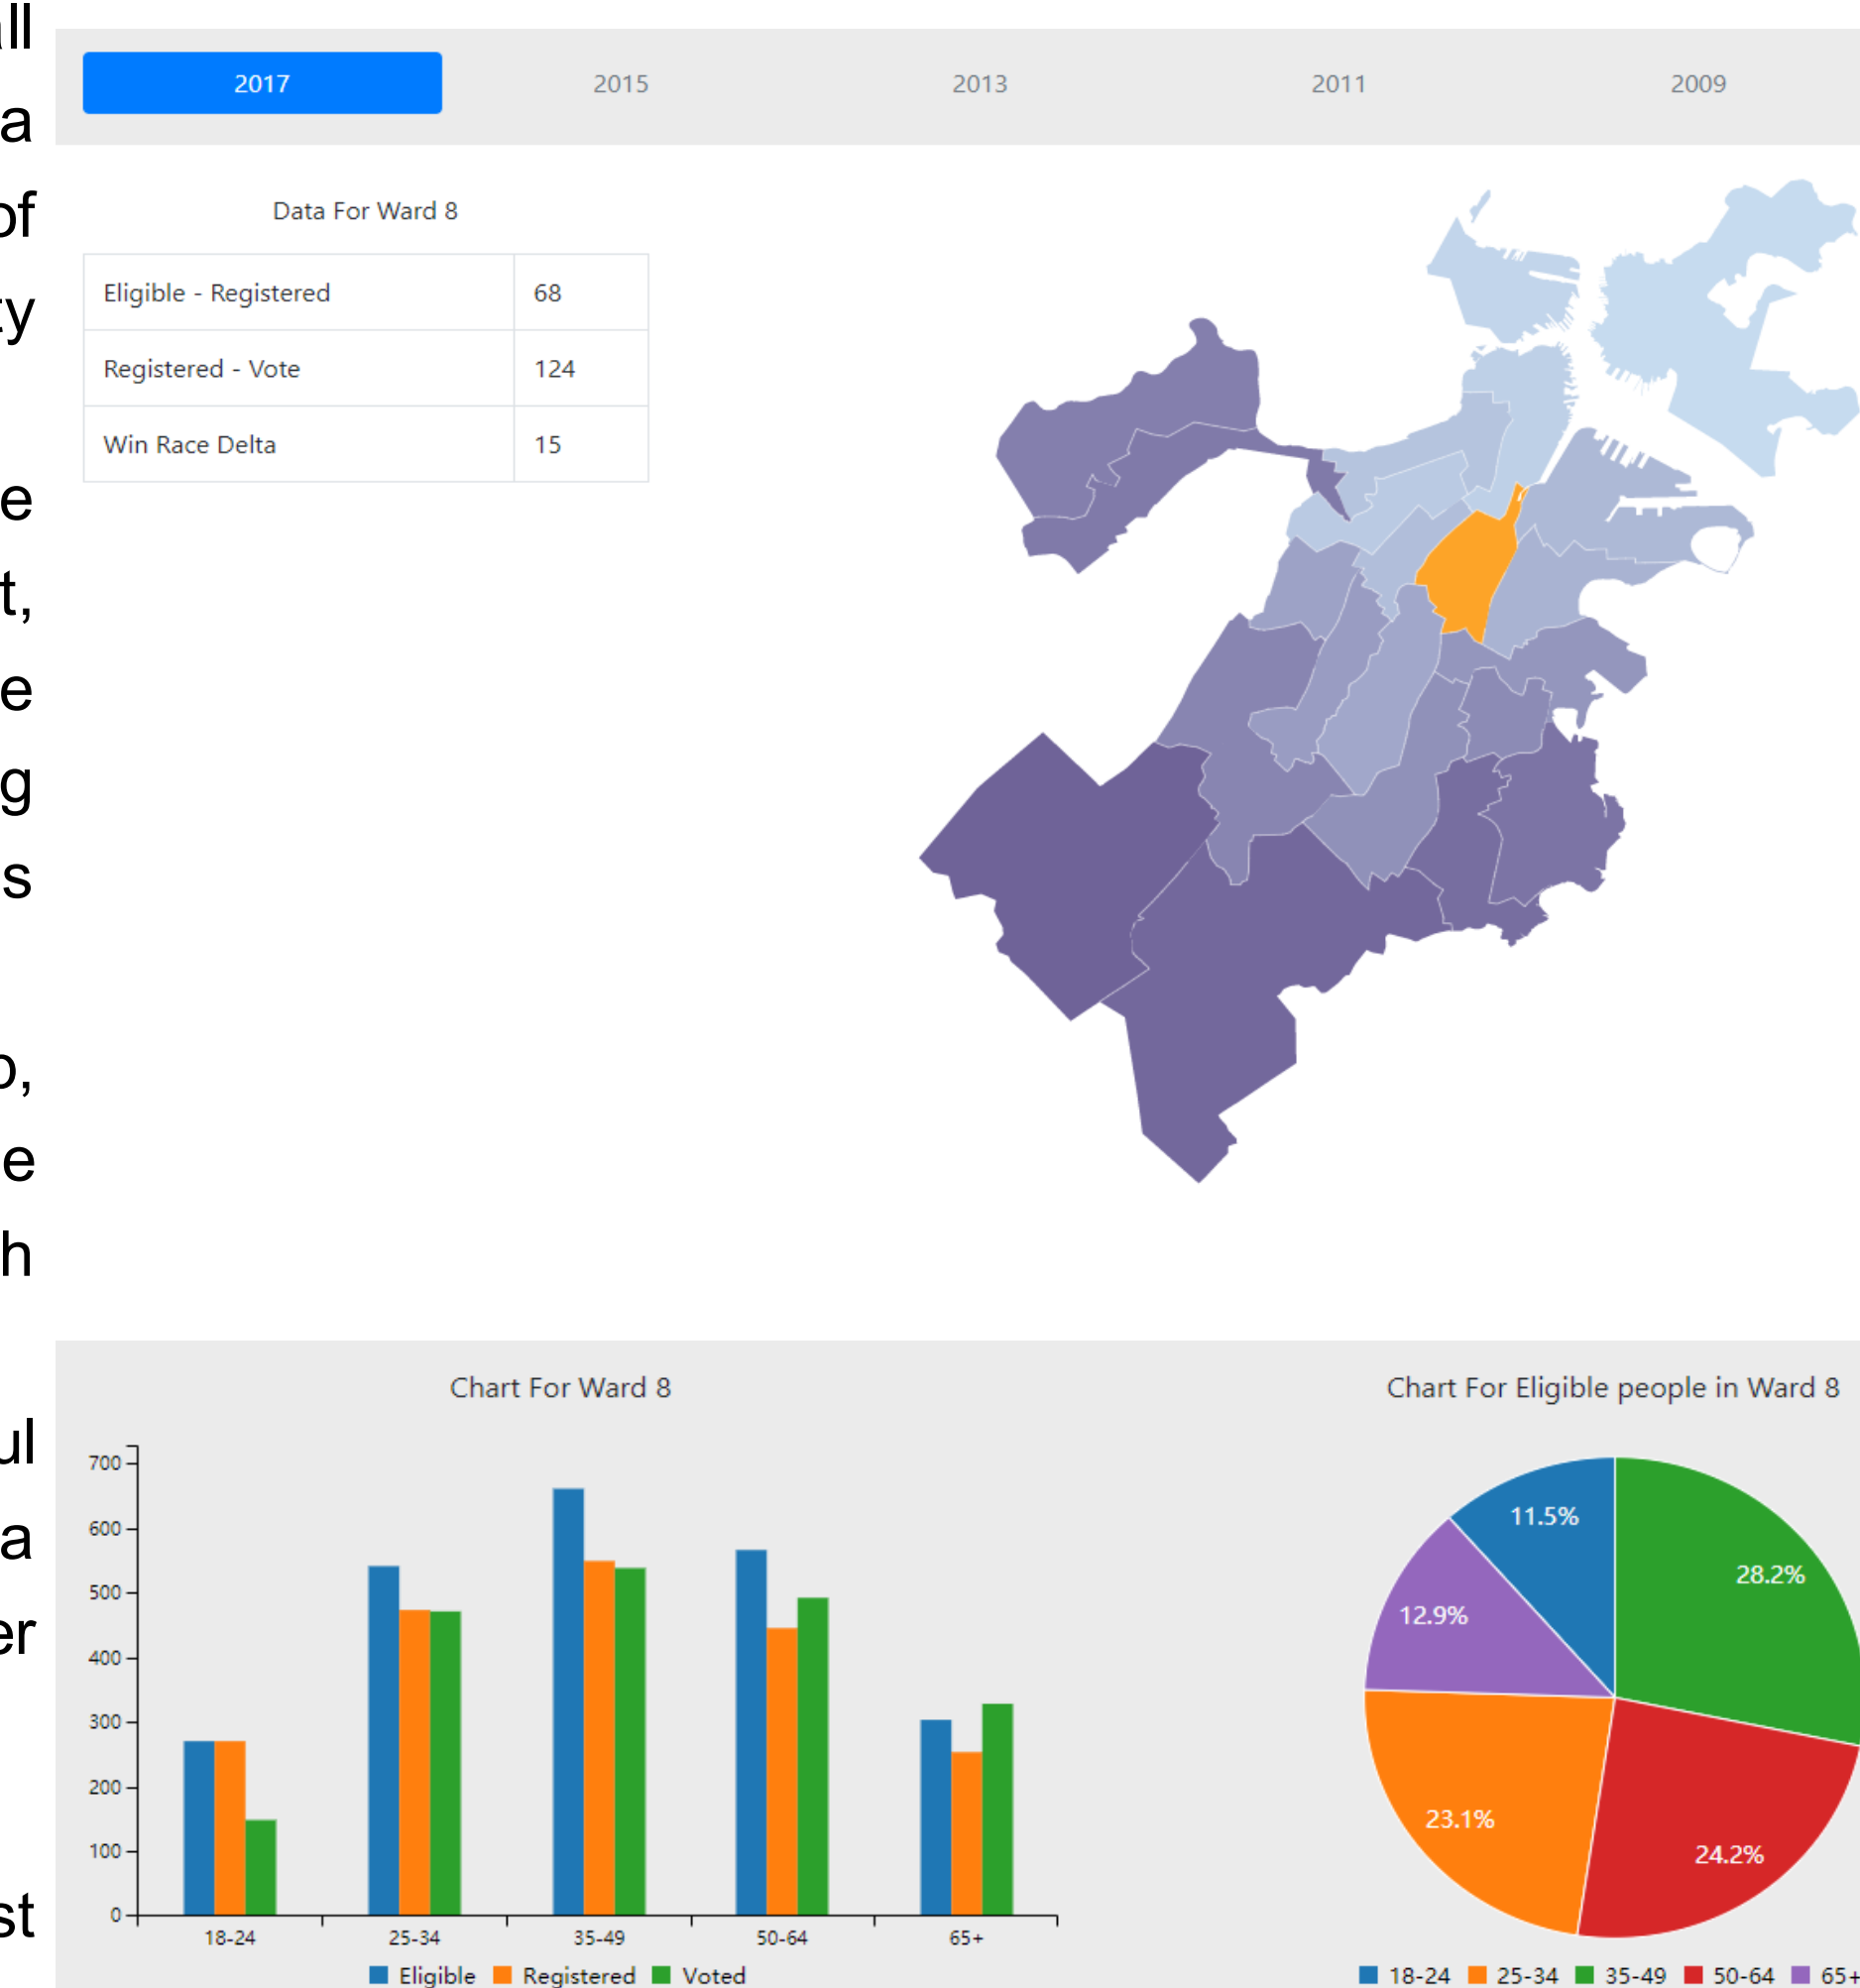 2017 2015 2013 2011 2009
Data For Ward 8
Eligible - Registered 68
Registered - Vote 124
Win Race Delta 15
Chart For Ward 8
700
600
500
400
300
200
100
0
18-24 25-34 35-49 50-64 65+
Eligible Registered Voted
Chart For Eligible people in Ward 8
11.5%
28.2%
12.9%
23.1%
24.2%
18-24 25-34 35-49 50-64 65+